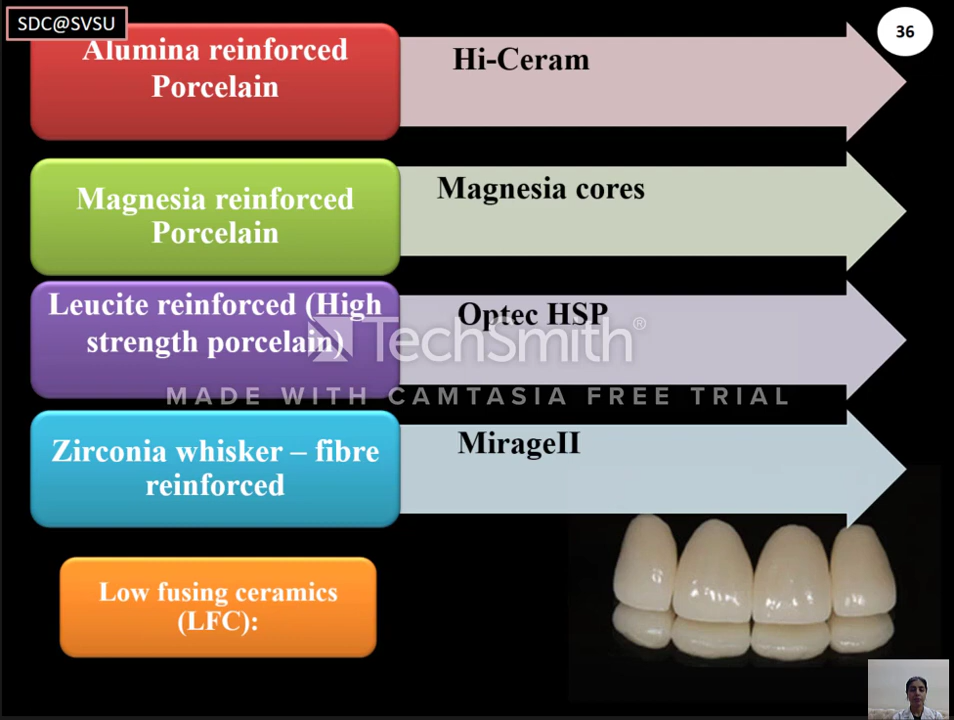 SDC@SVSU
36
Alumina reinforced
Porcelain
Hi-Ceram
Magnesia reinforced
Porcelain
Magnesia cores
Leucite reinforced (High
strength porcelain)
Optec HSP
TechSmith®
MADE WITH CAMTASIA FREE TRIAL
Zirconia whisker – fibre
reinforced
MirageII
Low fusing ceramics
(LFC):